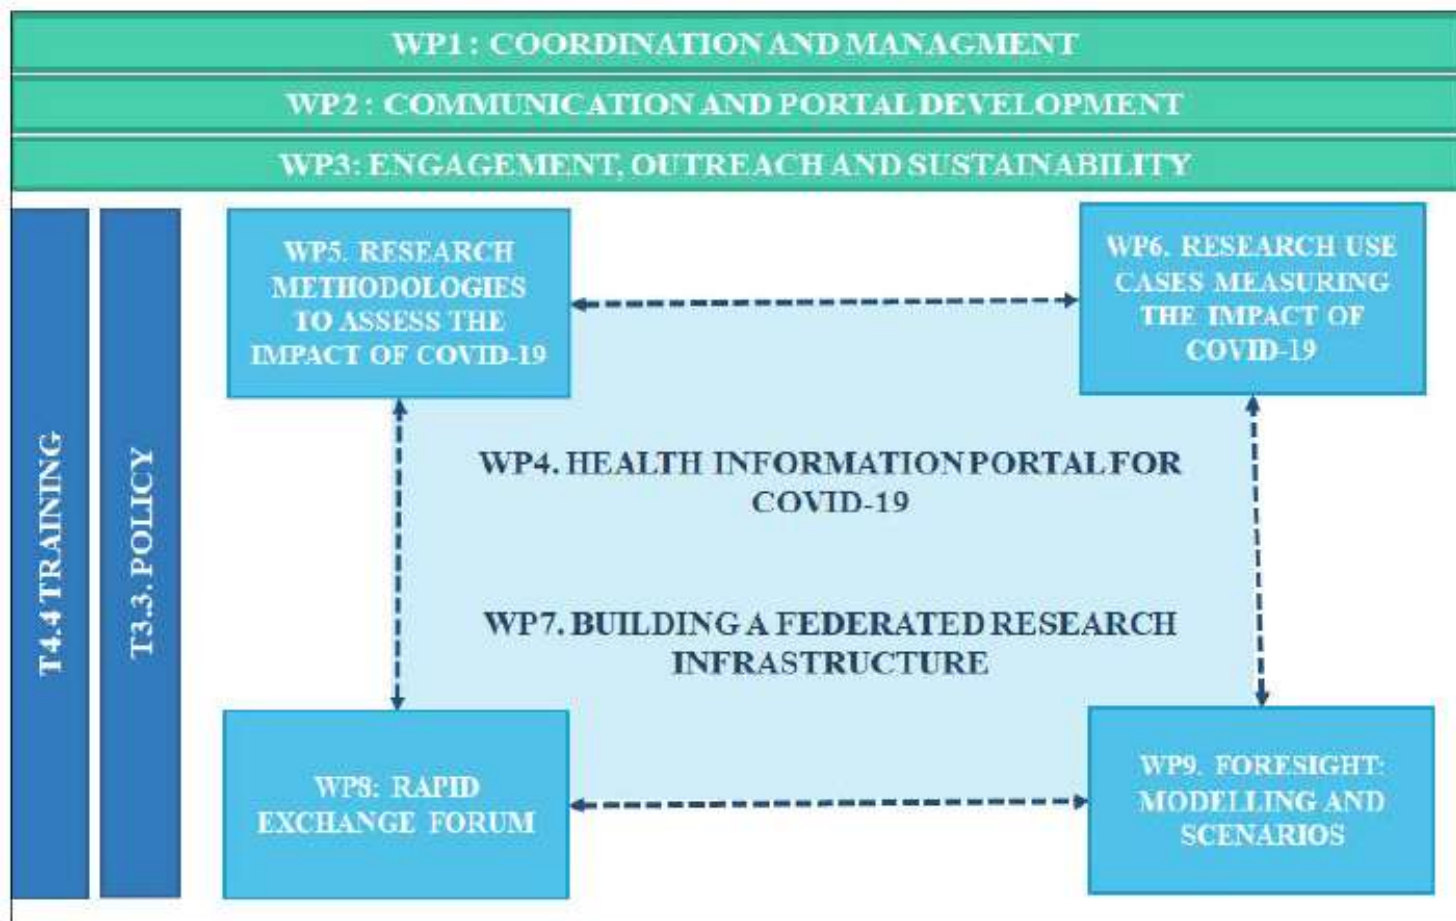 WP1 : COORDINATION AND MANAGMENT
WP2 : COMMUNICATION AND PORTAL DEVELOPMENT
WP3: ENGAGEMENT, OUTREACH AND SUSTAINABILITY
T4.4 TRAINING
T3.3. POLICY
WP5. RESEARCH
METHODOLOGIES
TO ASSESS THE
IMPACT OF COVID-19
WP6. RESEARCH USE
CASES MEASURING
THE IMPACT OF
COVID-19
WP4. HEALTH INFORMATION PORTAL FOR
COVID-19
WP7. BUILDING A FEDERATED RESEARCH
INFRASTRUCTURE
WP8: RAPID
EXCHANGE FORUM
WP9. FORESIGHT:
MODELLING AND
SCENARIOS